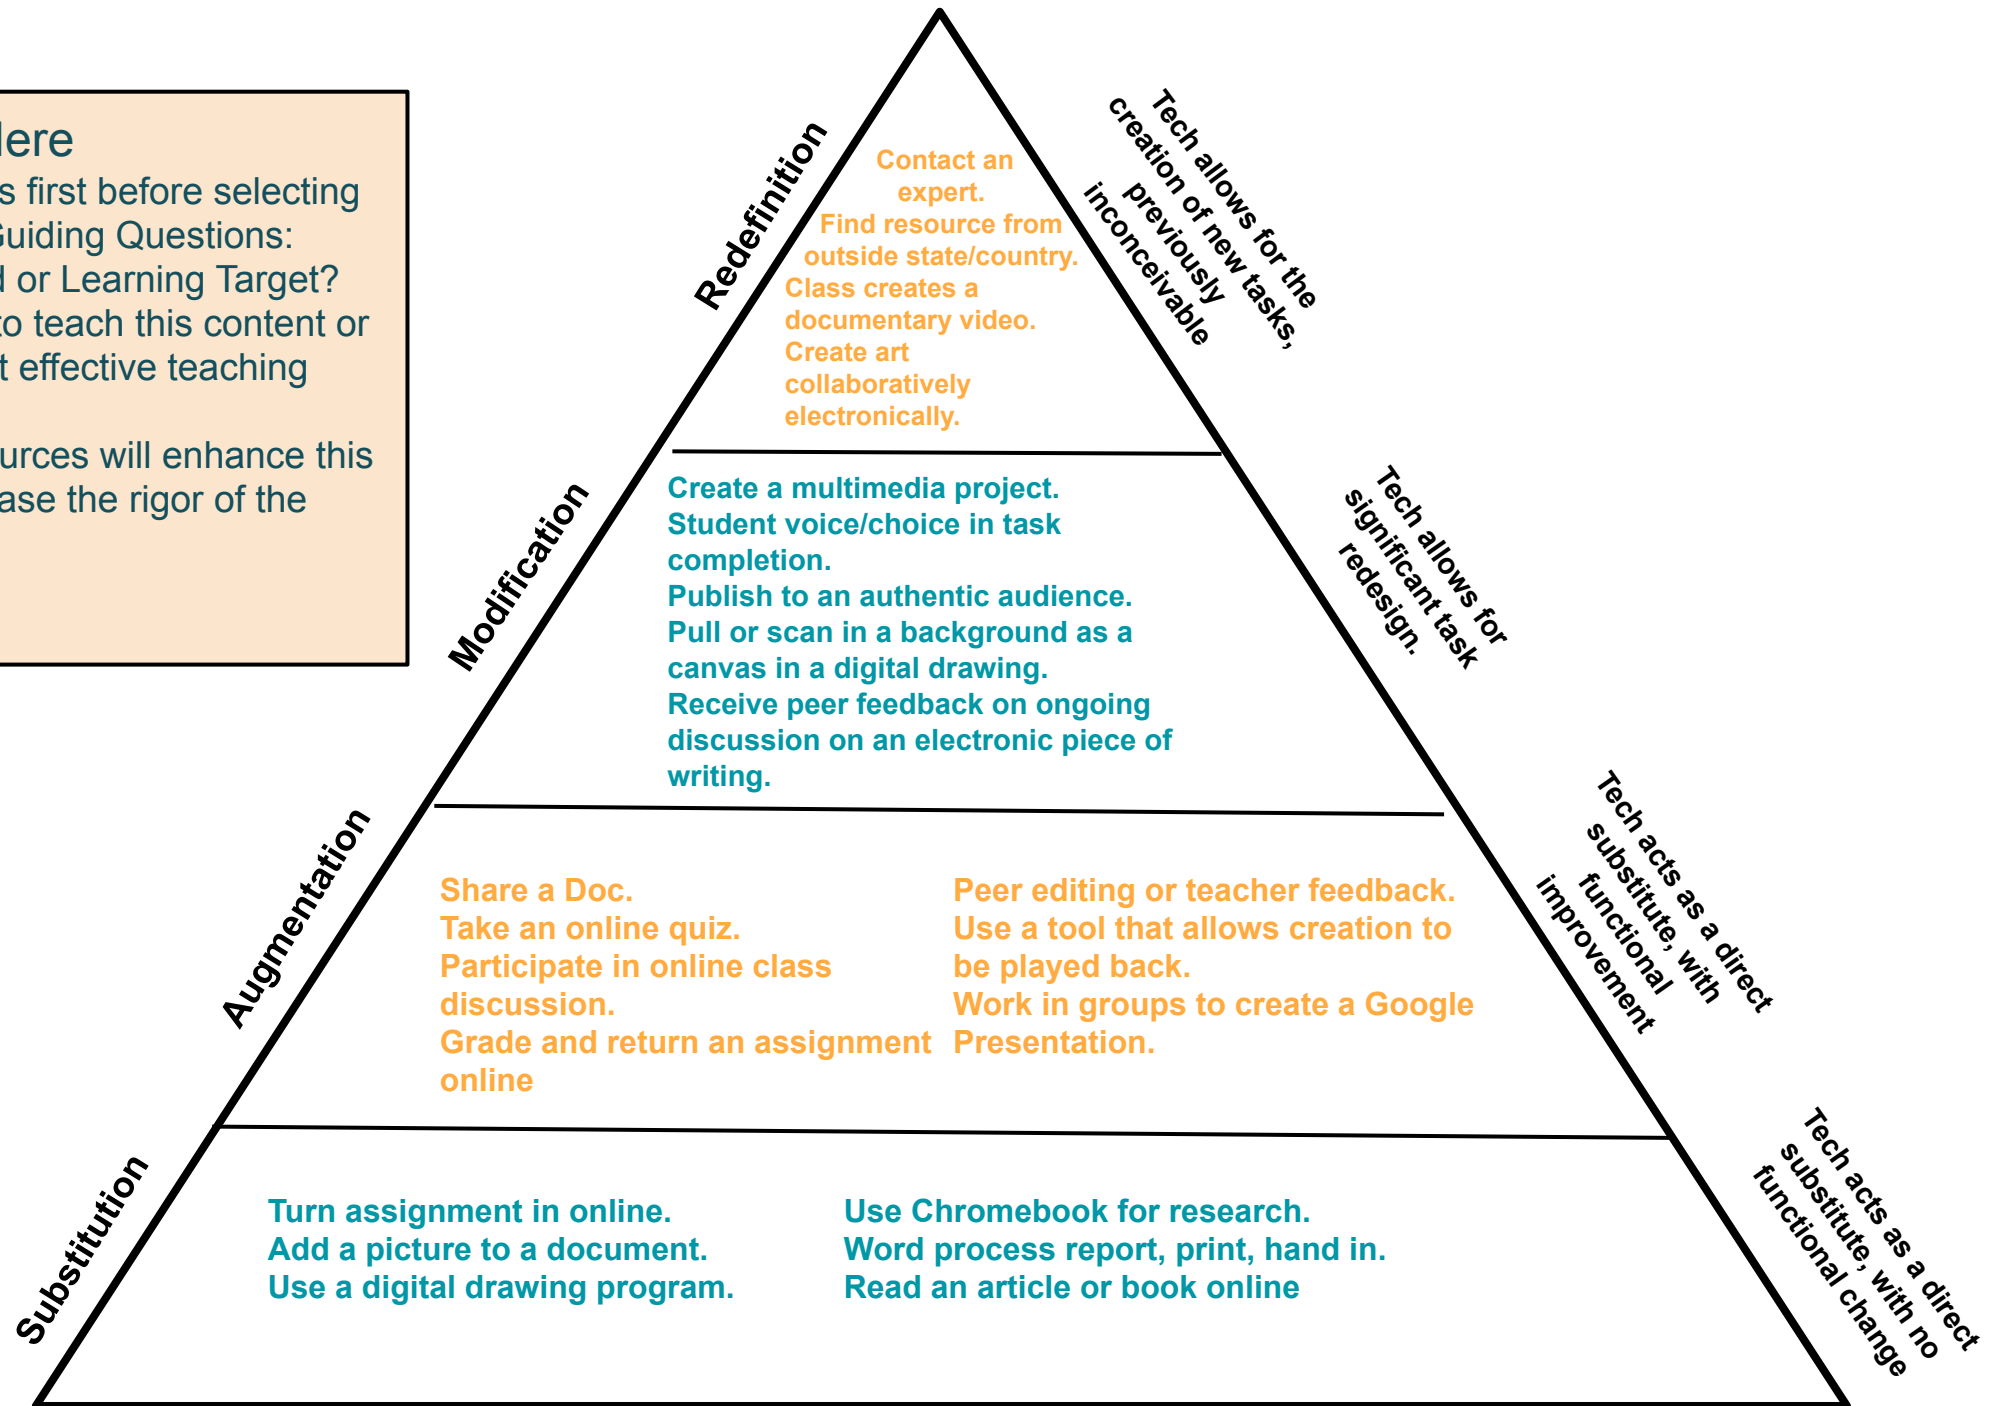 s first before selecting
Guiding Questions:
d or Learning Target?
to teach this content or
t effective teaching
urces will enhance this
ase the rigor of the
Redefinition
Contact an
expert.
Find resource from
outside state/country.
Class creates a
documentary video.
Create art
collaboratively
electronically.
Tech allows for the
creation of new tasks,
previously
inconceivable
Modification
Create a multimedia project.
Student voice/choice in task
completion.
Publish to an authentic audience.
Pull or scan in a background as a
canvas in a digital drawing.
Receive peer feedback on ongoing
discussion on an electronic piece of
writing.
Tech allows for
significant task
redesign.
Augmentation
Share a Doc.
Take an online quiz.
Participate in online class
discussion.
Grade and return an assignment
online
Peer editing or teacher feedback.
Use a tool that allows creation to
be played back.
Work in groups to create a Google
Presentation.
Tech acts as a direct
substitute, with
functional
improvement
Substitution
Turn assignment in online.
Add a picture to a document.
Use a digital drawing program.
Use Chromebook for research.
Word process report, print, hand in.
Read an article or book online
Tech acts as a direct
substitute, with no
functional change